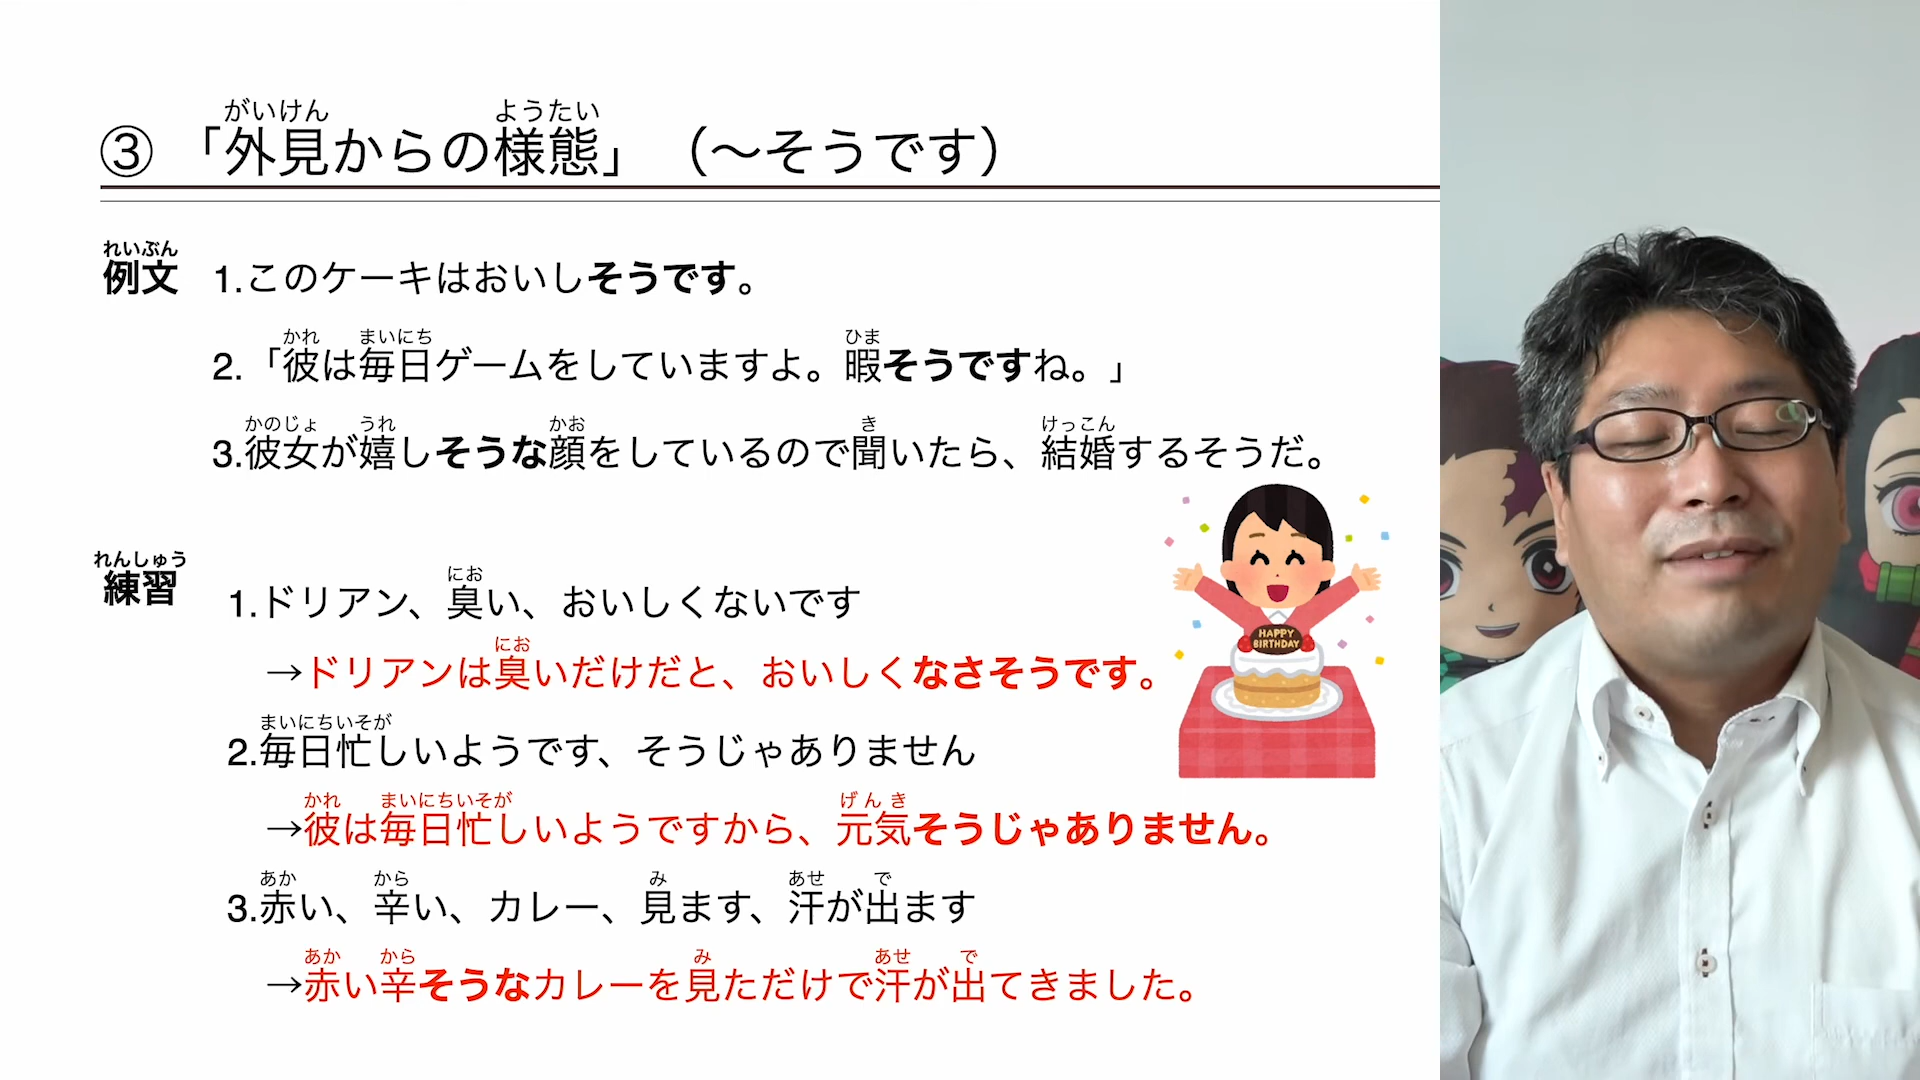 がいけん ようたい
③ 「外見からの様態」 （〜そうです）
れいぶん
例文 1.このケーキはおいしそうです。
かれ まいにち ひま
2.「彼は毎日ゲームをしていますよ。暇そうですね。」
かのじょ うれ かお き けっこん
3.彼女が嬉しそうな顔をしているので聞いたら、結婚するそうだ。
れんしゅう
練習
にお
1.ドリアン、臭い、おいしくないです
にお
→ドリアンは臭いだけだと、おいしくなさそうです。
まいにちいそが
2.毎日忙しいようです、そうじゃありません
かれ まいにちいそが げんき
→彼は毎日忙しいようですから、元気そうじゃありません。
あか から み あせ で
3.赤い、辛い、カレー、見ます、汗が出ます
あか から み あせ で
→赤い辛そうなカレーを見ただけで汗が出てきました。
HAPPY
BIRTHDAY